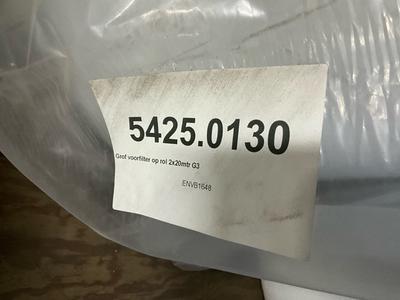 5425.0130
Grof voorfilter op rol 2x20mtr G3
ENVB1648